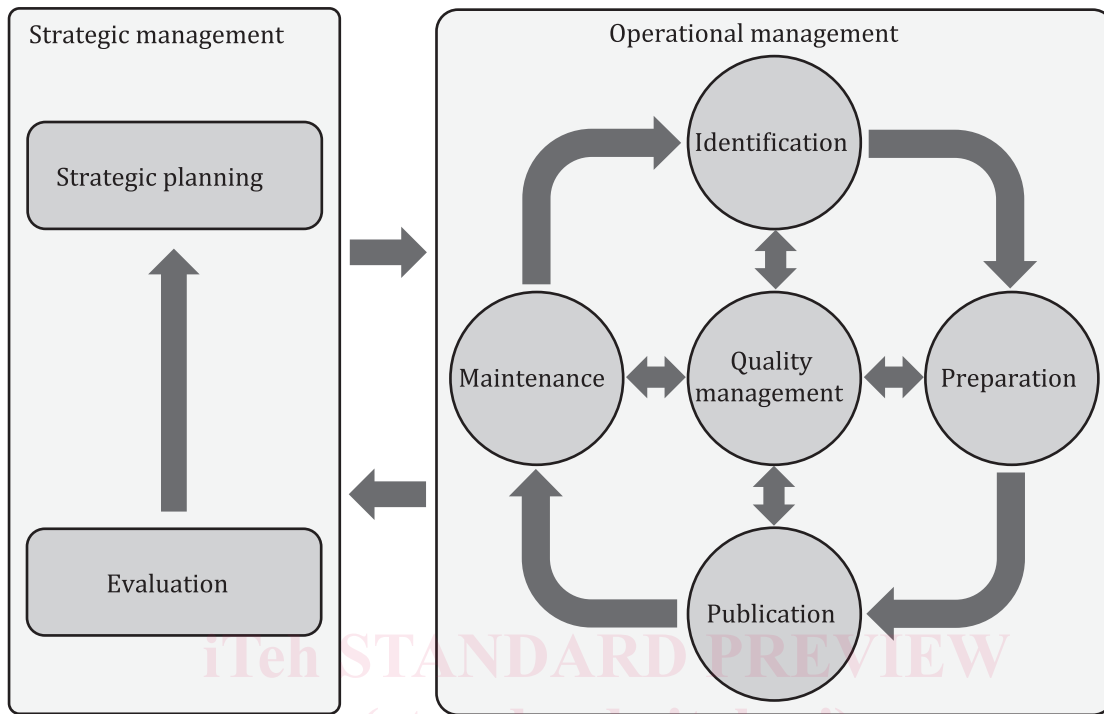 Strategic management
Operational management
Strategic planning
Evaluation
Identification
Maintenance
Quality
management
Preparation
Publication
iTeh STANDARD PREVIEW